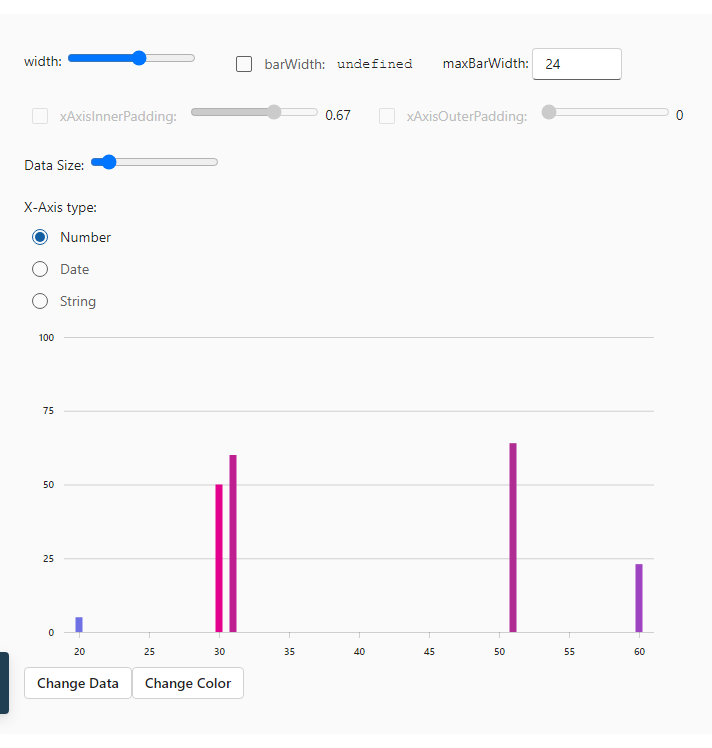 width: barWidth: undefined maxBarWidth: 24
xAxisInnerPadding: 0.67 xAxisOuterPadding: 0
Data Size:
X-Axis type:
Number
Date
String
100
75
50
25
0
20 25 30 35 40 45 50 55 60
Change Data Change Color